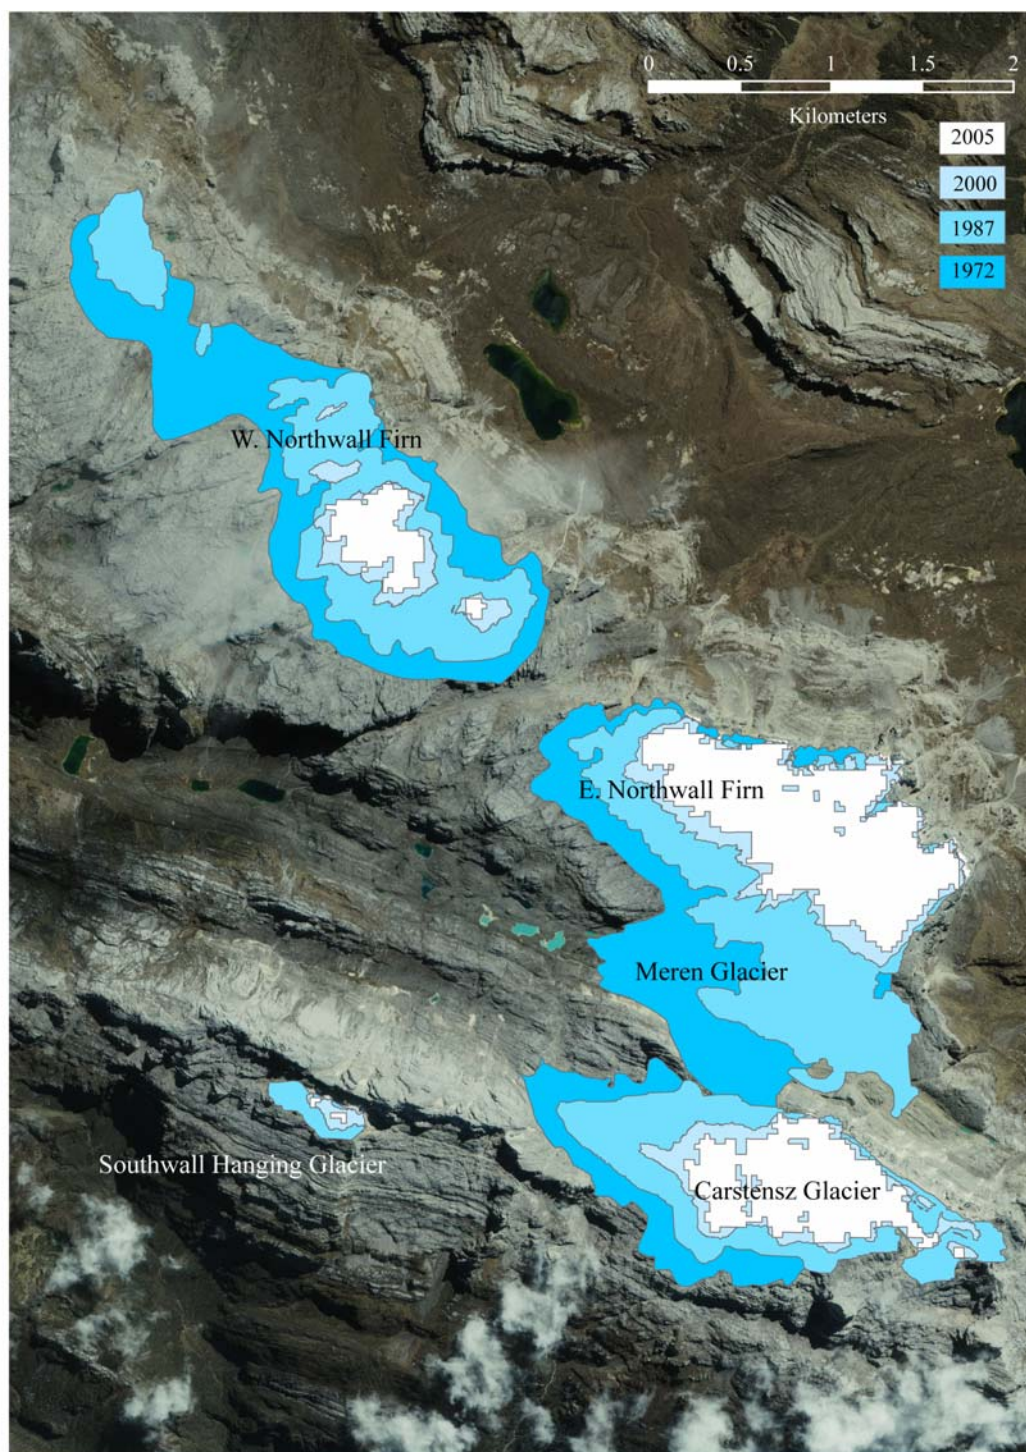 0 0.5 1 1.5 2
Kilometers
2005
2000
1987
1972
W. Northwall Firn
E. Northwall Firn
Meren Glacier
Southwall Hanging Glacier
Carstensz Glacier